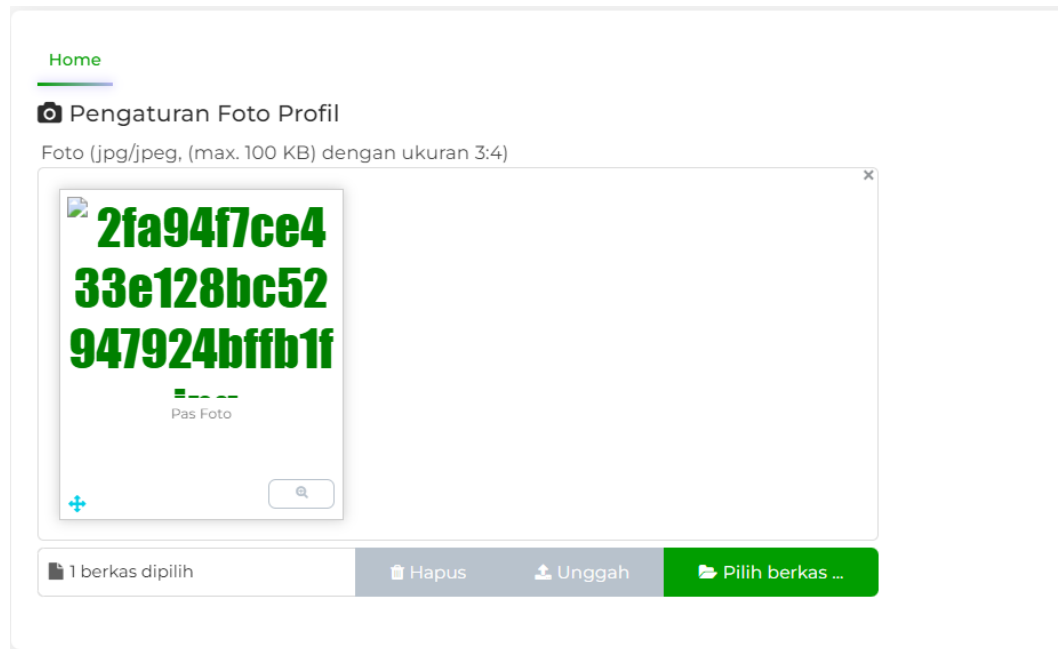 Home
Pengaturan Foto Profil
Foto (jpg/jpeg, (max. 100 KB) dengan ukuran 3:4)
×
2fa94f7ce4
33e128bc52
947924bffb1f
Pas Foto
1 berkas dipilih
Hapus
Unggah
Pilih berkas ...